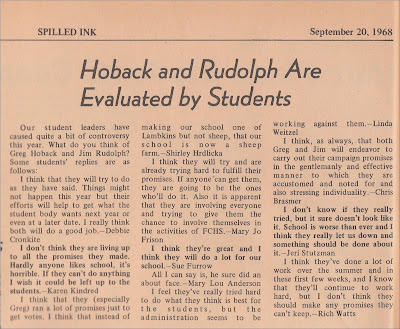 SPILLED INK
September 20, 1968
Hoback and Rudolph Are
Evaluated by Students
Our student leaders have
caused quite a bit of controversy
this year. What do you think of
Greg Hoback and Jim Rudolph?
Some students' replies are as
follows:
I think that they will try to do
as they have said. Things might
not happen this year but their
efforts will help to get what the
student body wants next year or
even at a later date. I really think
both will do a good job.—Debbie
Cronkite
I don't think they are living up
to all the promises they made.
Hardly anyone likes school, it's
horrible. If they can't do anything
I wish it could be left up to the
students.—Karen Kindred
I think that they (especially
Greg) ran a lot of promises just to
get votes. I think that instead of
making our school one of
Lambkins but not sheep, that our
school is now a sheep
farm.—Shirley Hrdlicka
I think they will try and are
already trying hard to fulfill their
promises. If anyone can get them,
they are going to be the ones
who'll do it. Also it is apparent
that they are involving everyone
and trying to give them the
chance to involve themselves in
the activities of FCHS.—Mary Jo
Frison
I think they're great and I
think they will do a lot for our
school.—Sue Furrow
All I can say is, he sure did an
about face.—Mary Lou Anderson
I feel they've really tried hard
to do what they think is best for
the students, but the
administration seems to be
working against them.—Linda
Weitzel
I think, as always, that both
Greg and Jim will endeavor to
carry out their campaign promises
in the gentlemanly and effective
manner to which they are
accustomed and noted for and
also stressing individuality.—Chris
Brasmer
I don't know if they really
tried, but it sure doesn't look like
it. School is worse than ever and I
think they really let us down and
something should be done about
it.—Jeri Stutzman
I think they've done a lot of
work over the summer and in
these first few weeks, and I know
that they'll continue to work
hard, but I don't think they
should make any promises they
can't keep.—Rich Watts